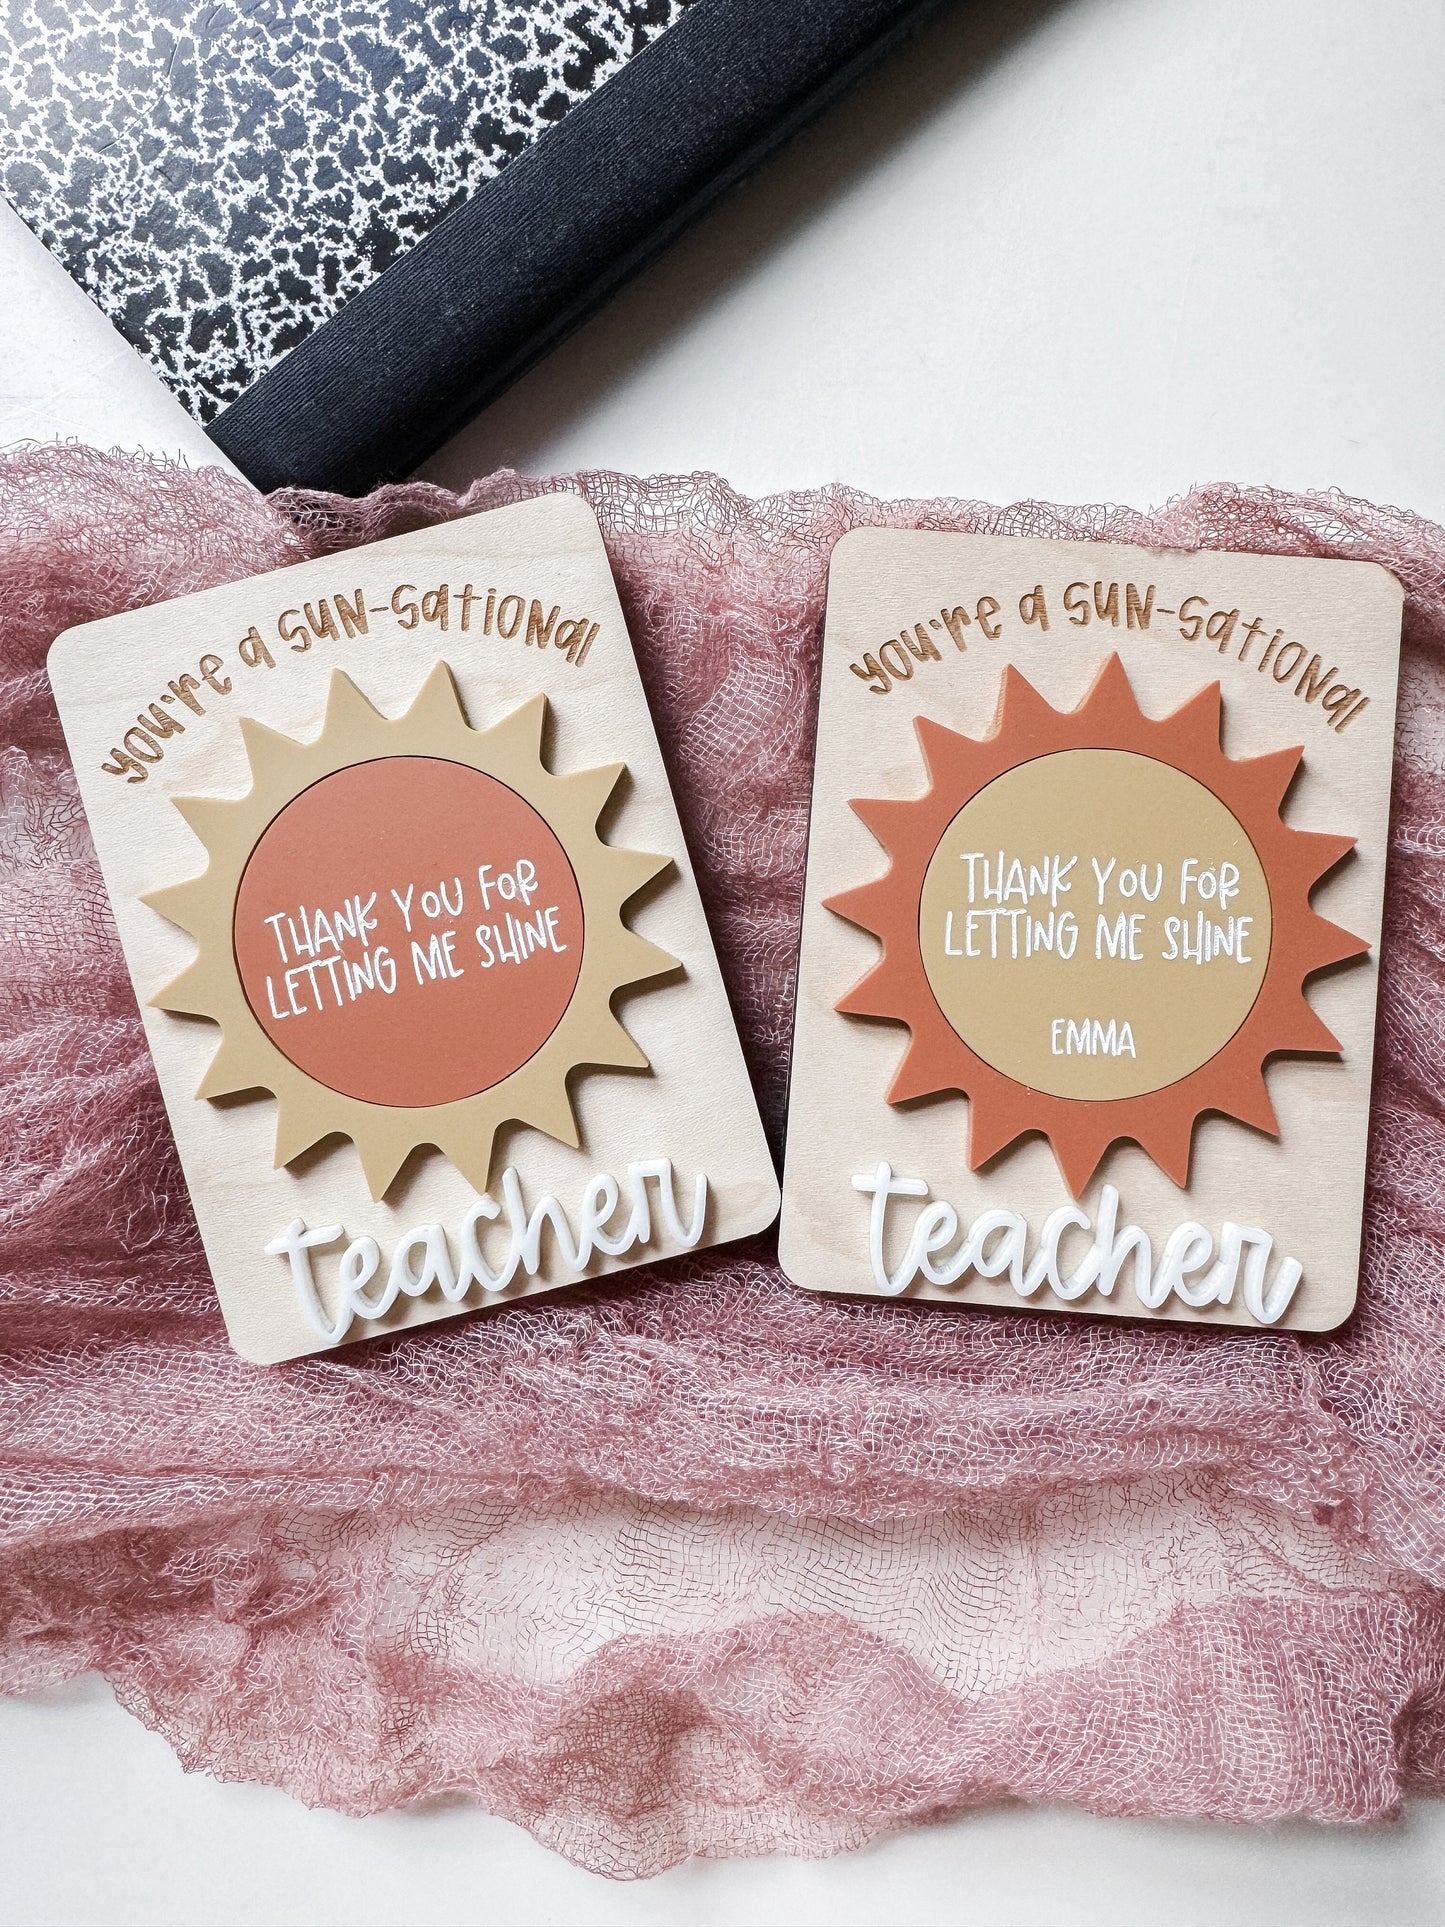 you're a SUN-sational
THANK YOU FOR
LETTING ME SHINE
teacher
you're a SUN-sational
THANK YOU FOR
LETTING ME SHINE
EMMA
teacher